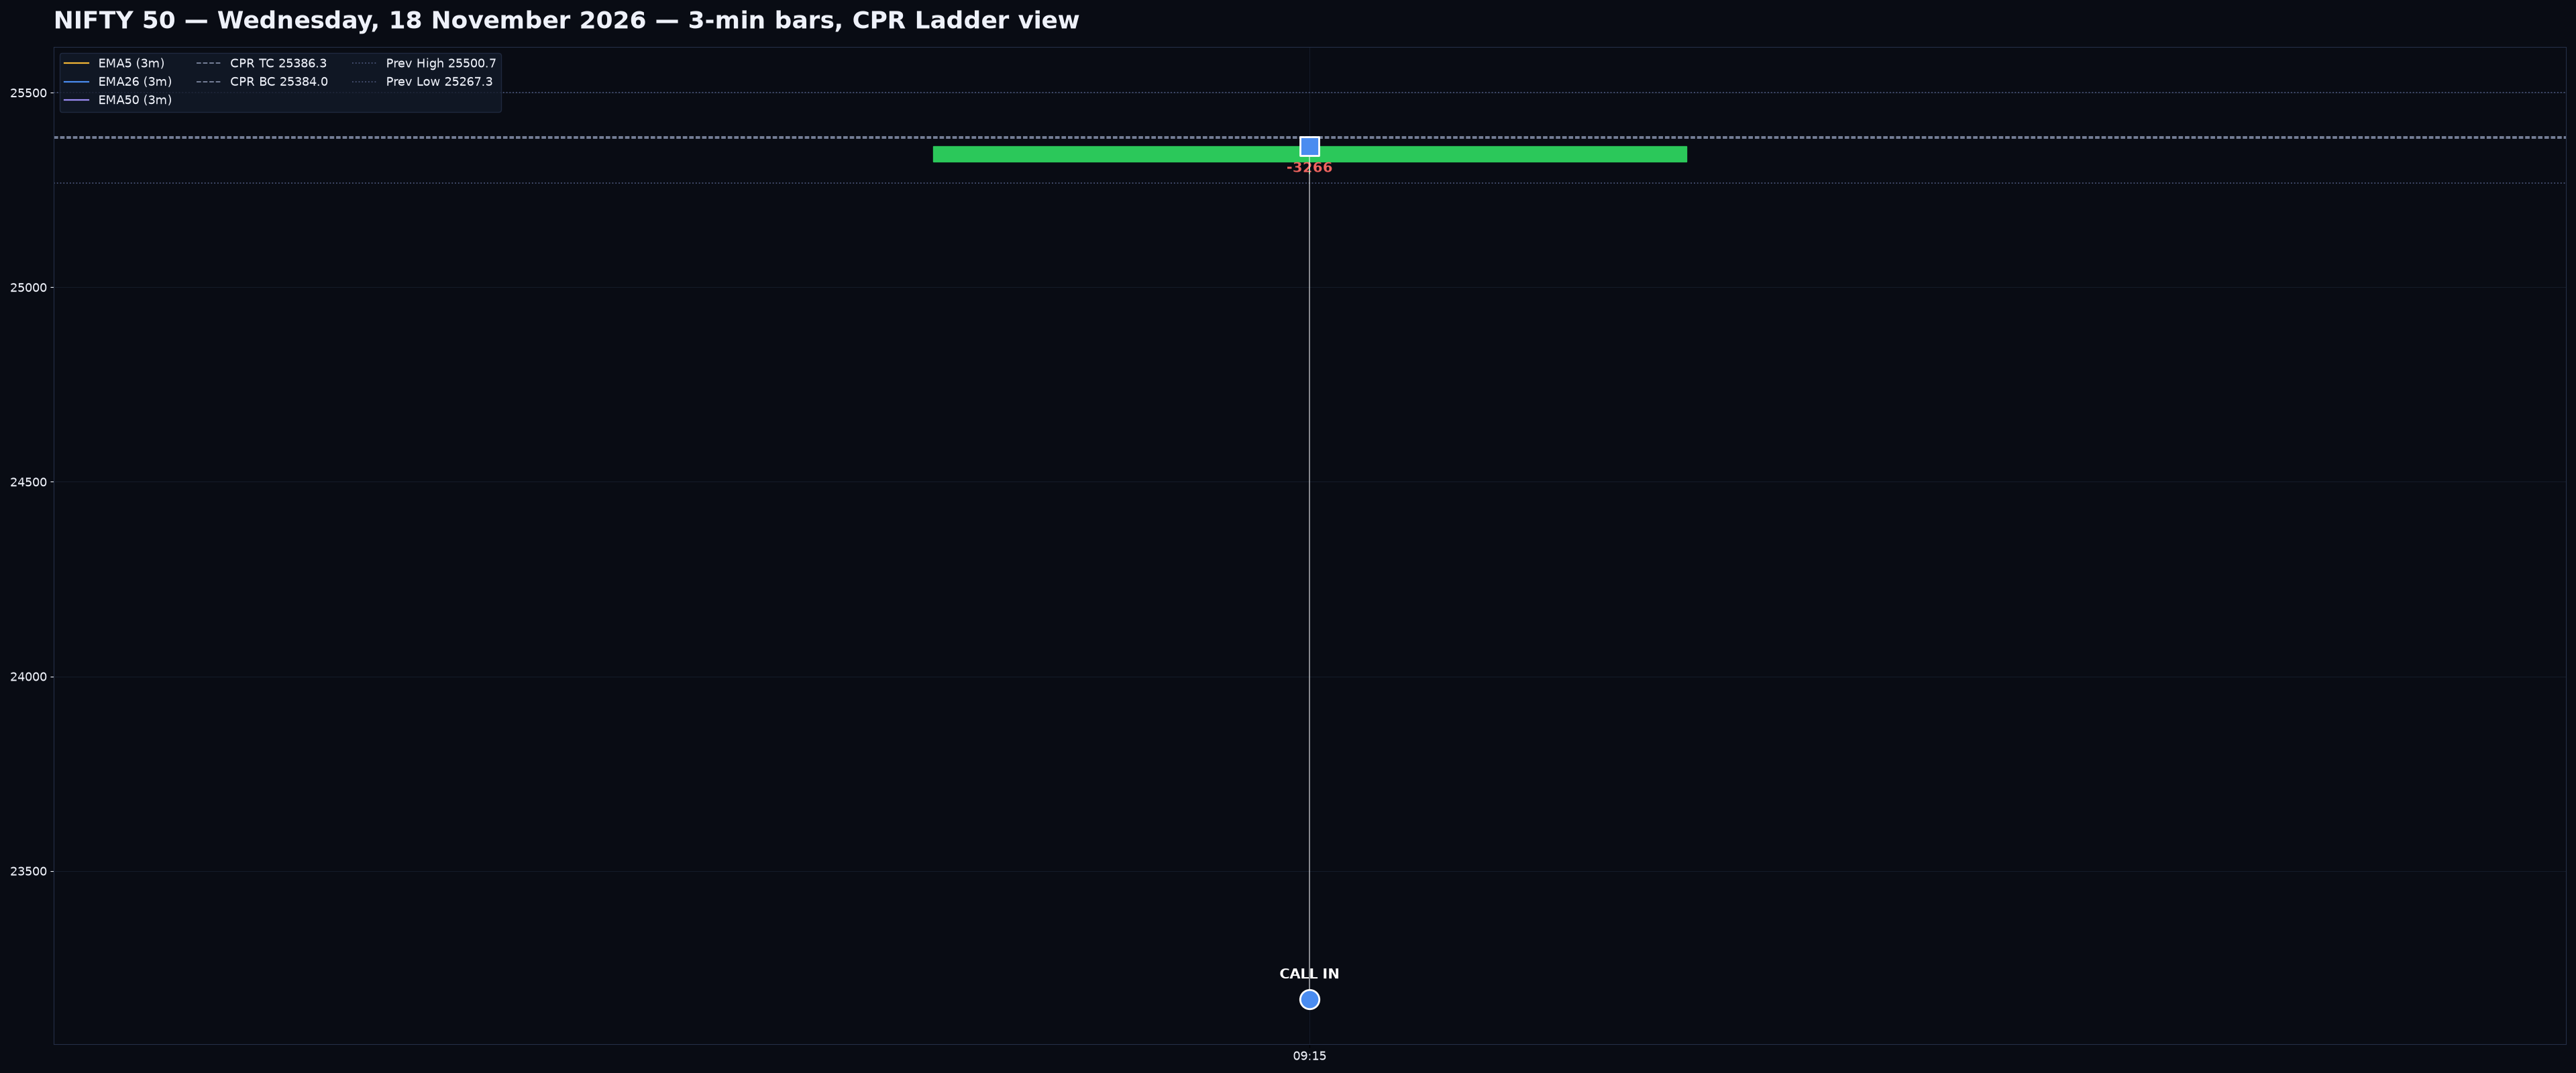 NIFTY 50 — Wednesday, 18 November 2026 — 3-min bars, CPR Ladder view
EMA5 (3m)
EMA26 (3m)
EMA50 (3m)
CPR TC 25386.3
CPR BC 25384.0
Prev High 25500.7
Prev Low 25267.3
25500
25000
24500
24000
23500
-3266
CALL IN
09:15